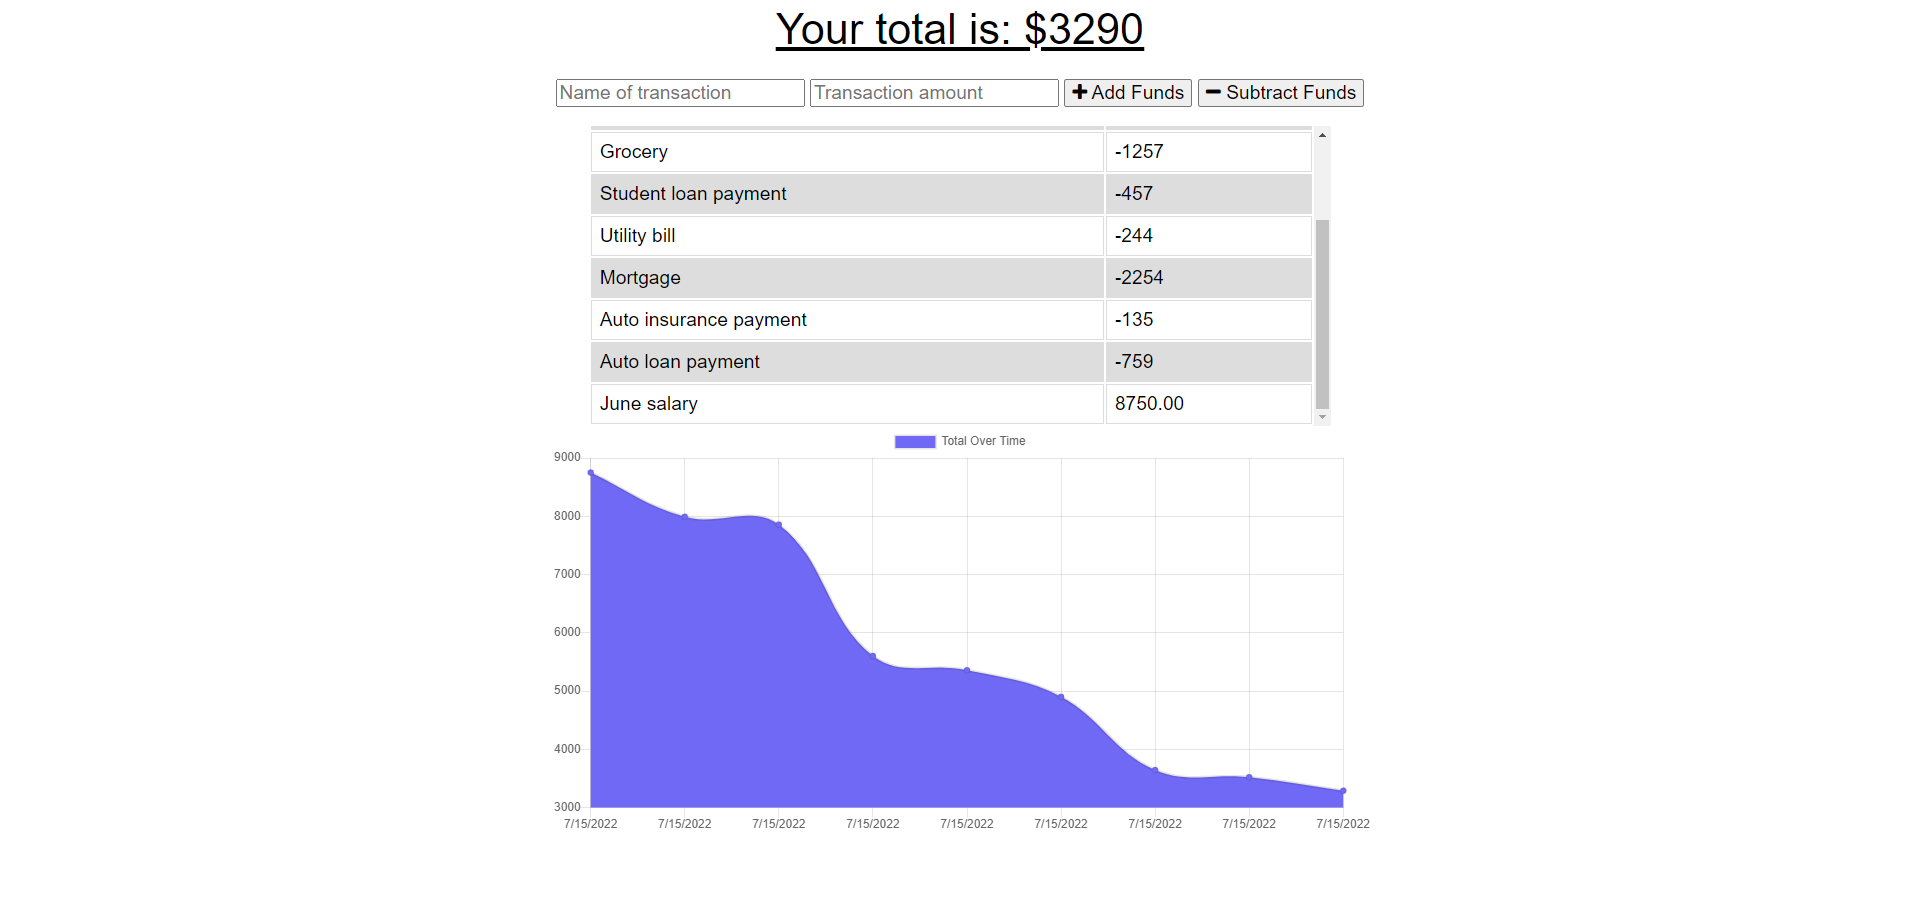 Your total is: $3290
Name of transaction Transaction amount Add Funds Subtract Funds
Grocery -1257
Student loan payment -457
Utility bill -244
Mortgage -2254
Auto insurance payment -135
Auto loan payment -759
June salary 8750.00
Total Over Time
9000
8000
7000
6000
5000
4000
3000
7/15/2022 7/15/2022 7/15/2022 7/15/2022 7/15/2022 7/15/2022 7/15/2022 7/15/2022 7/15/2022